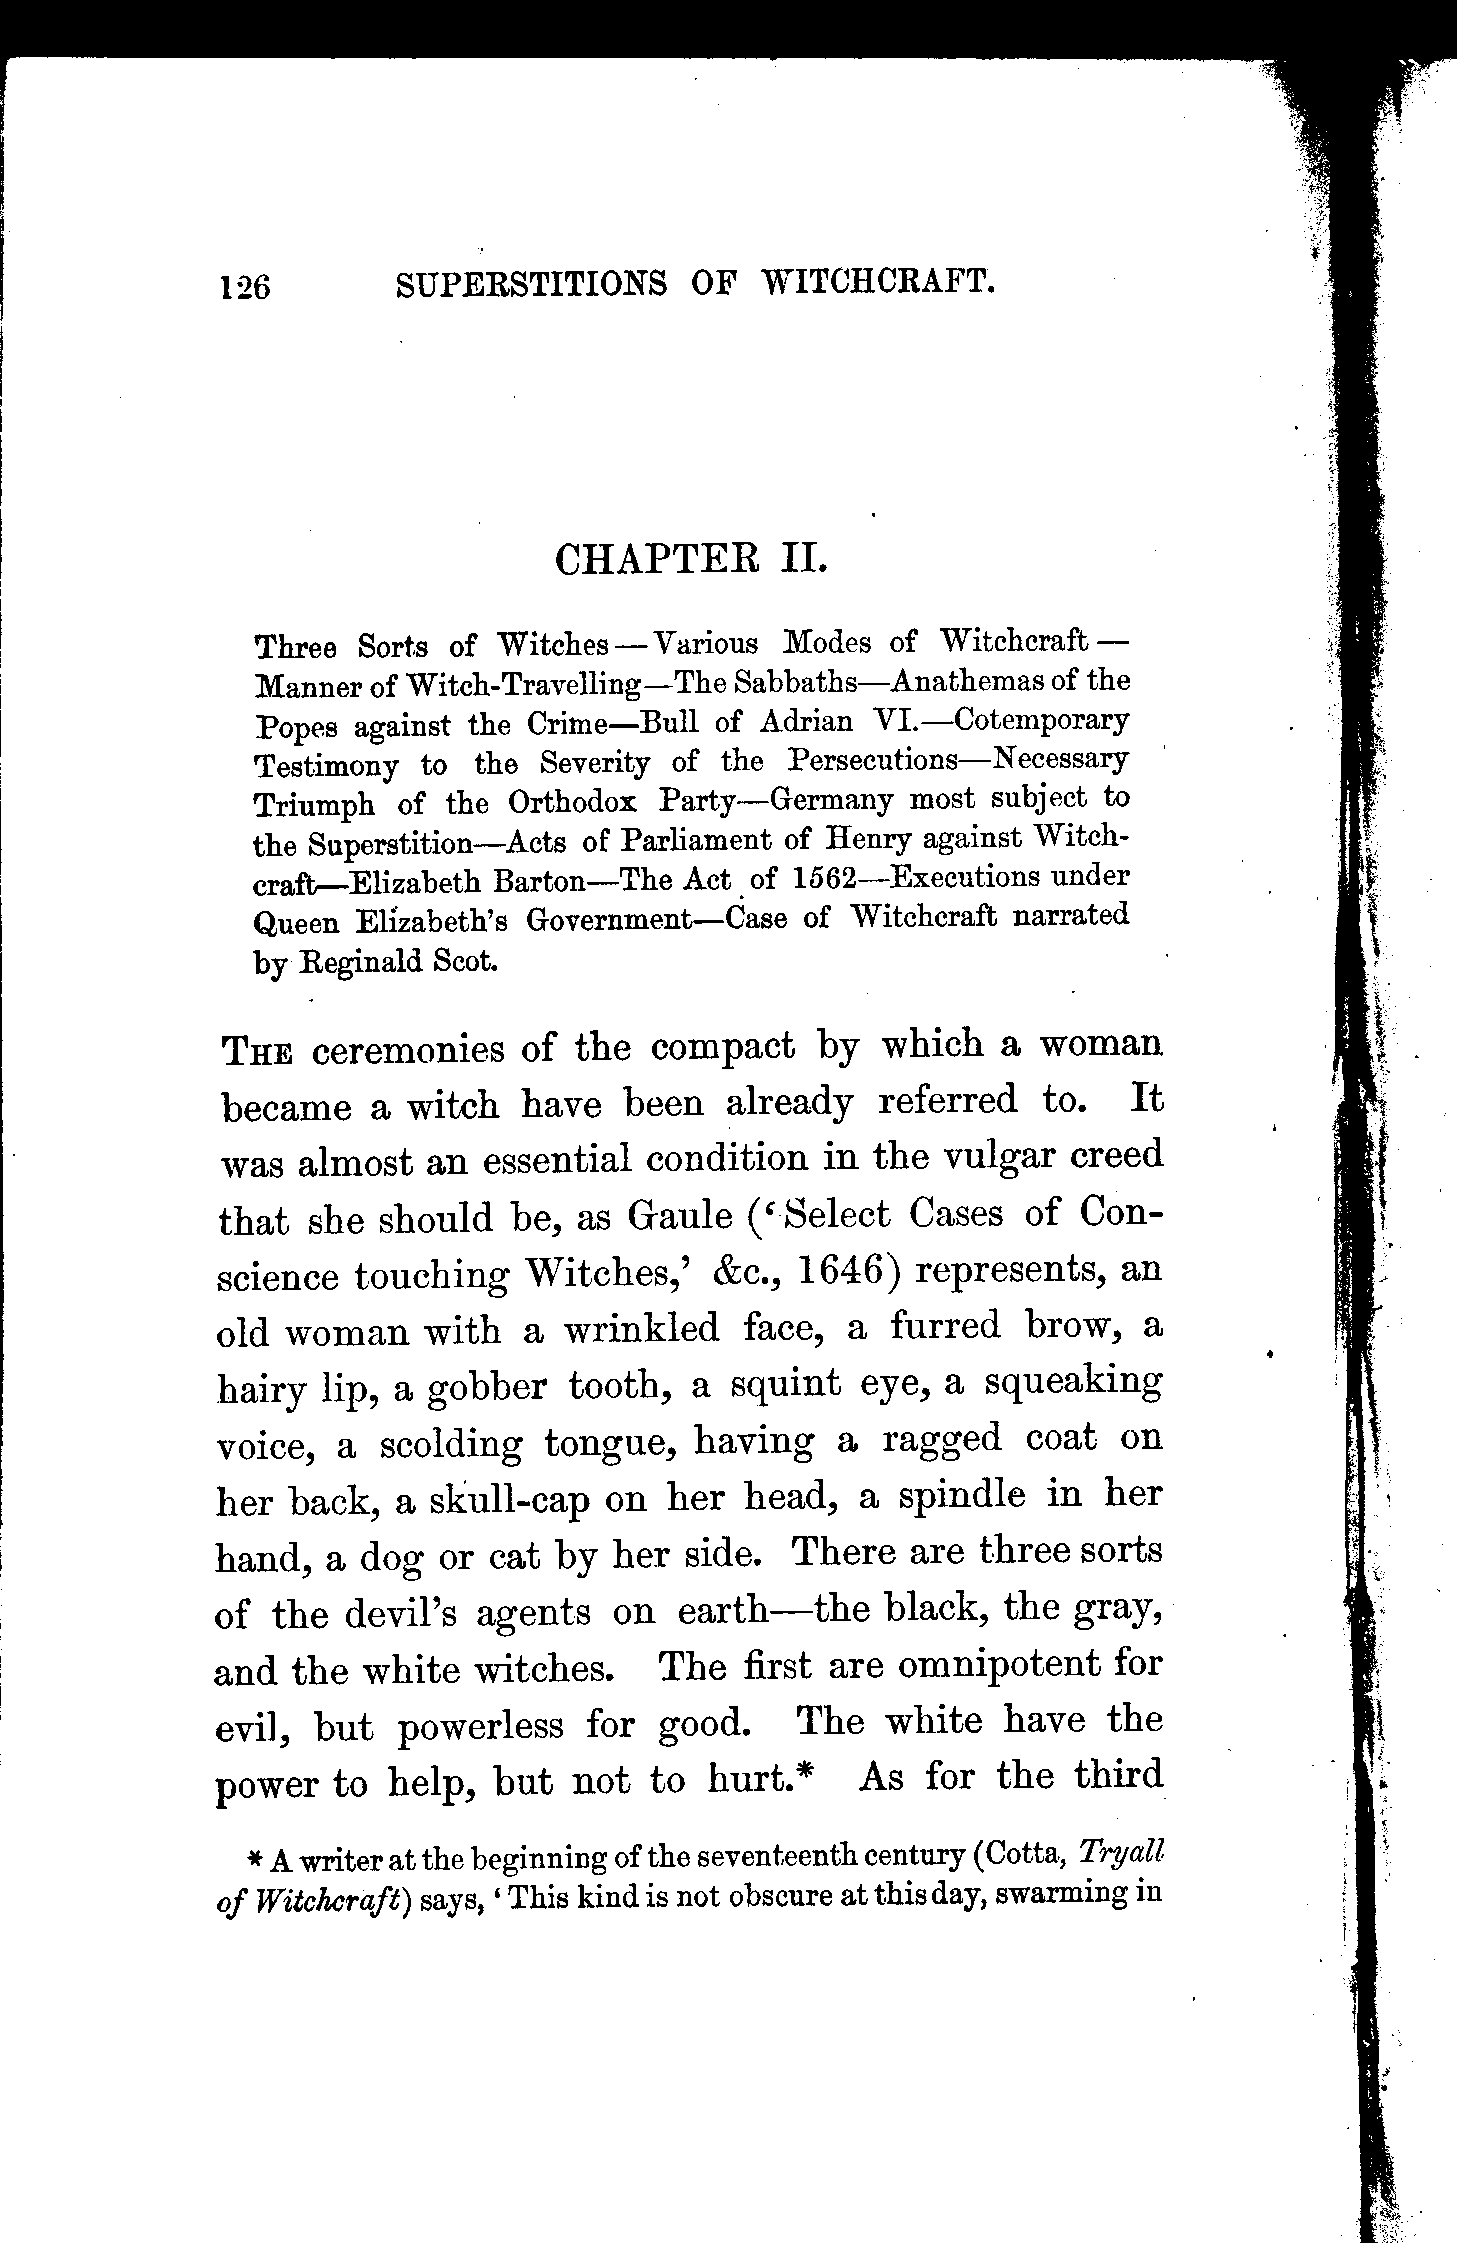 126 SUPERSTITIONS OF WITCHCRAFT.
CHAPTER II.
Three Sorts of Witches—Various Modes of Witchcraft—
Manner of Witch-Travelling—The Sabbaths—Anathemas of the
Popes against the Crime—Bull of Adrian VI.—Cotemporary
Testimony to the Severity of the Persecutions—Necessary
Triumph of the Orthodox Party—Germany most subject to
the Superstition—Acts of Parliament of Henry against Witch-
craft—Elizabeth Barton—The Act of 1562—Executions under
Queen Elizabeth's Government—Case of Witchcraft narrated
by Reginald Scot.
THE ceremonies of the compact by which a woman
became a witch have been already referred to. It
was almost an essential condition in the vulgar creed
that she should be, as Gaule (‘Select Cases of Con-
science touching Witches,’ &c., 1646) represents, an
old woman with a wrinkled face, a furred brow, a
hairy lip, a gobber tooth, a squint eye, a squeaking
voice, a scolding tongue, having a ragged coat on
her back, a skull-cap on her head, a spindle in her
hand, a dog or cat by her side. There are three sorts
of the devil's agents on earth—the black, the gray,
and the white witches. The first are omnipotent for
evil, but powerless for good. The white have the
power to help, but not to hurt.* As for the third
* A writer at the beginning of the seventeenth century (Cotta, Tryall
of Witchcraft) says, ‘This kind is not obscure at this day, swarming in